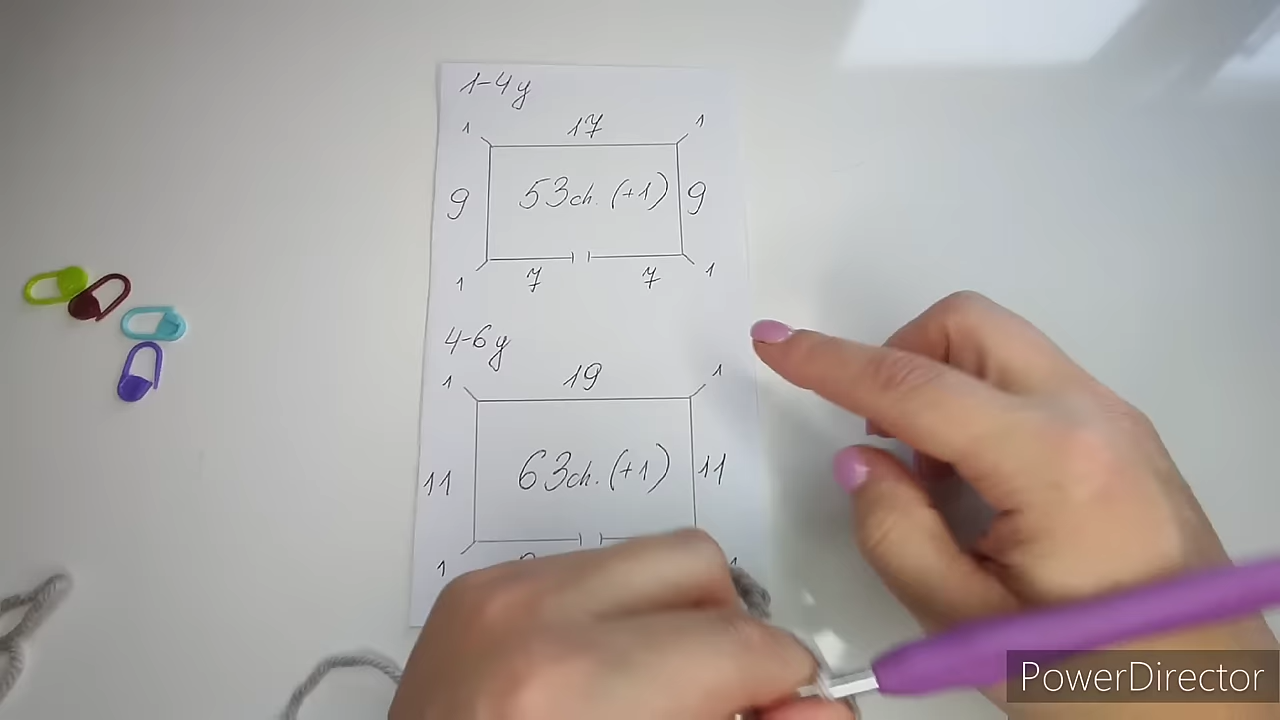 1-4y
1 17 1
9 53ch. (+1) 9
1 7 7 1
4-6y
1 19 1
11 63ch. (+1) 11
1
PowerDirector